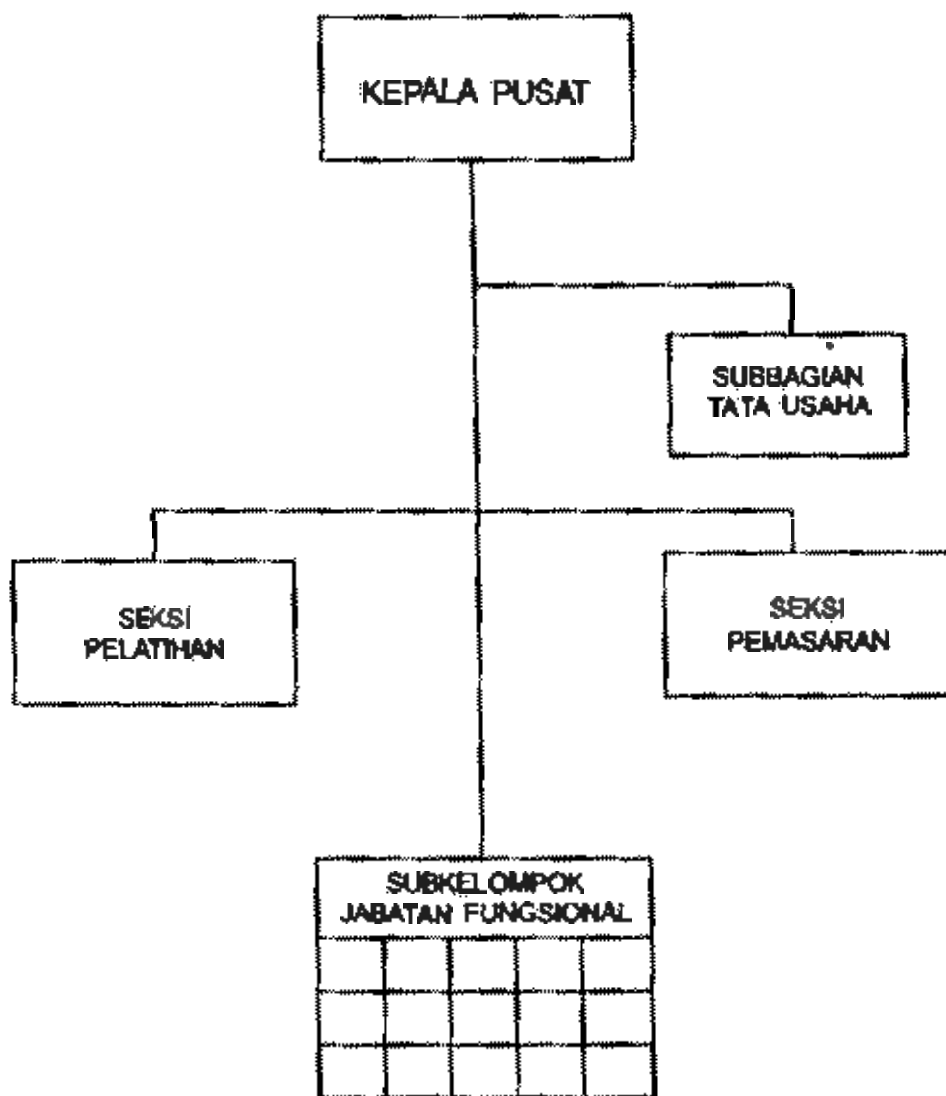 KEPALA PUSAT
SUBBAGIAN
TATA USAHA
SEKSI
PELATIHAN
SEKSI
PEMASARAN
SUBKELOMPOK
JABATAN FUNGSIONAL